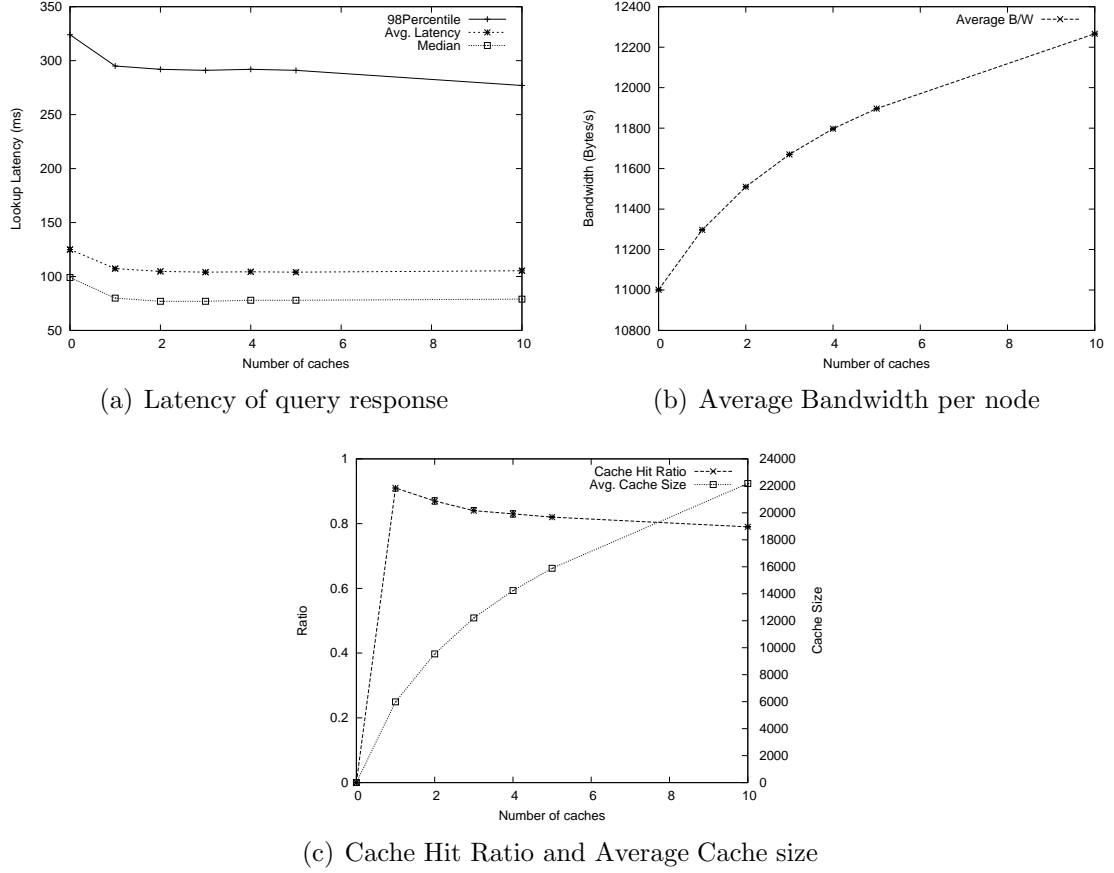 350
300
250
200
150
100
50
0 2 4 6 8 10
Lookup Latency (ms)
Number of caches
98Percentile
Avg. Latency
Median
(a) Latency of query response
12400
12200
12000
11800
11600
11400
11200
11000
10800
0 2 4 6 8 10
Bandwidth (Bytes/s)
Number of caches
Average B/W
(b) Average Bandwidth per node
1
0.8
0.6
0.4
0.2
0
0 2 4 6 8 10
Ratio
Number of caches
Cache Hit Ratio
Avg. Cache Size
24000
22000
20000
18000
16000
14000
12000
10000
8000
6000
4000
2000
0
Cache Size
(c) Cache Hit Ratio and Average Cache size